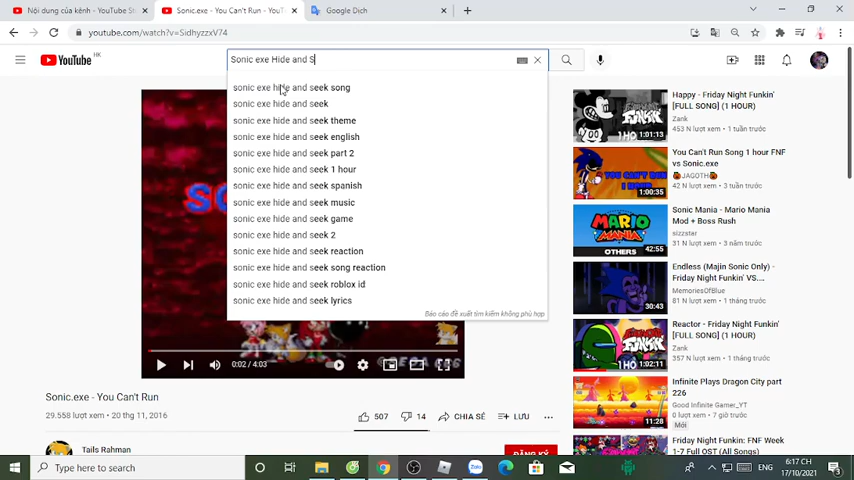 Nội dung của kênh - YouTube St
Sonic.exe - You Can't Run - YouT
Google Dịch
youtube.com/watch?v=SidhyzzxV74
YouTube HK
Sonic exe Hide and S
sonic exe hide and seek song
sonic exe hide and seek
sonic exe hide and seek theme
sonic exe hide and seek english
sonic exe hide and seek part 2
sonic exe hide and seek 1 hour
sonic exe hide and seek spanish
sonic exe hide and seek music
sonic exe hide and seek game
sonic exe hide and seek 2
sonic exe hide and seek reaction
sonic exe hide and seek song reaction
sonic exe hide and seek roblox id
sonic exe hide and seek lyrics
Báo cáo đề xuất tìm kiếm không phù hợp
0:02 / 4:03
Sonic.exe - You Can't Run
29.558 lượt xem • 20 thg 11, 2016
507
14
CHIA SẺ
LƯU
Tails Rahman
ĐĂNG KÝ
Happy - Friday Night Funkin'
[FULL SONG] (1 HOUR)
Zank
453 N lượt xem • 1 tuần trước
1:01:13
You Can't Run Song 1 hour FNF
vs Sonic.exe
JAGOTH
42 N lượt xem • 3 tuần trước
1:00:35
Sonic Mania - Mario Mania
Mod + Boss Rush
sizzstar
31 N lượt xem • 3 năm trước
SUPER
MARIO
MANIA
OTHERS
42:55
Endless (Majin Sonic Only) -
Friday Night Funkin' VS.
MemoriesOfBlue
1 N lượt xem • 1 tháng trước
30:43
Reactor - Friday Night Funkin'
[FULL SONG] (1 HOUR)
Zank
357 N lượt xem • 1 tháng trước
1:02:11
Infinite Plays Dragon City part
226
Good Infinite Gamer_YT
0 lượt xem • 7 giờ trước
Mới
11:28
Friday Night Funkin: FNF Week
1-7 Full OST (All Songs)
Type here to search
CH
6:17 CH
17/10/2021
3